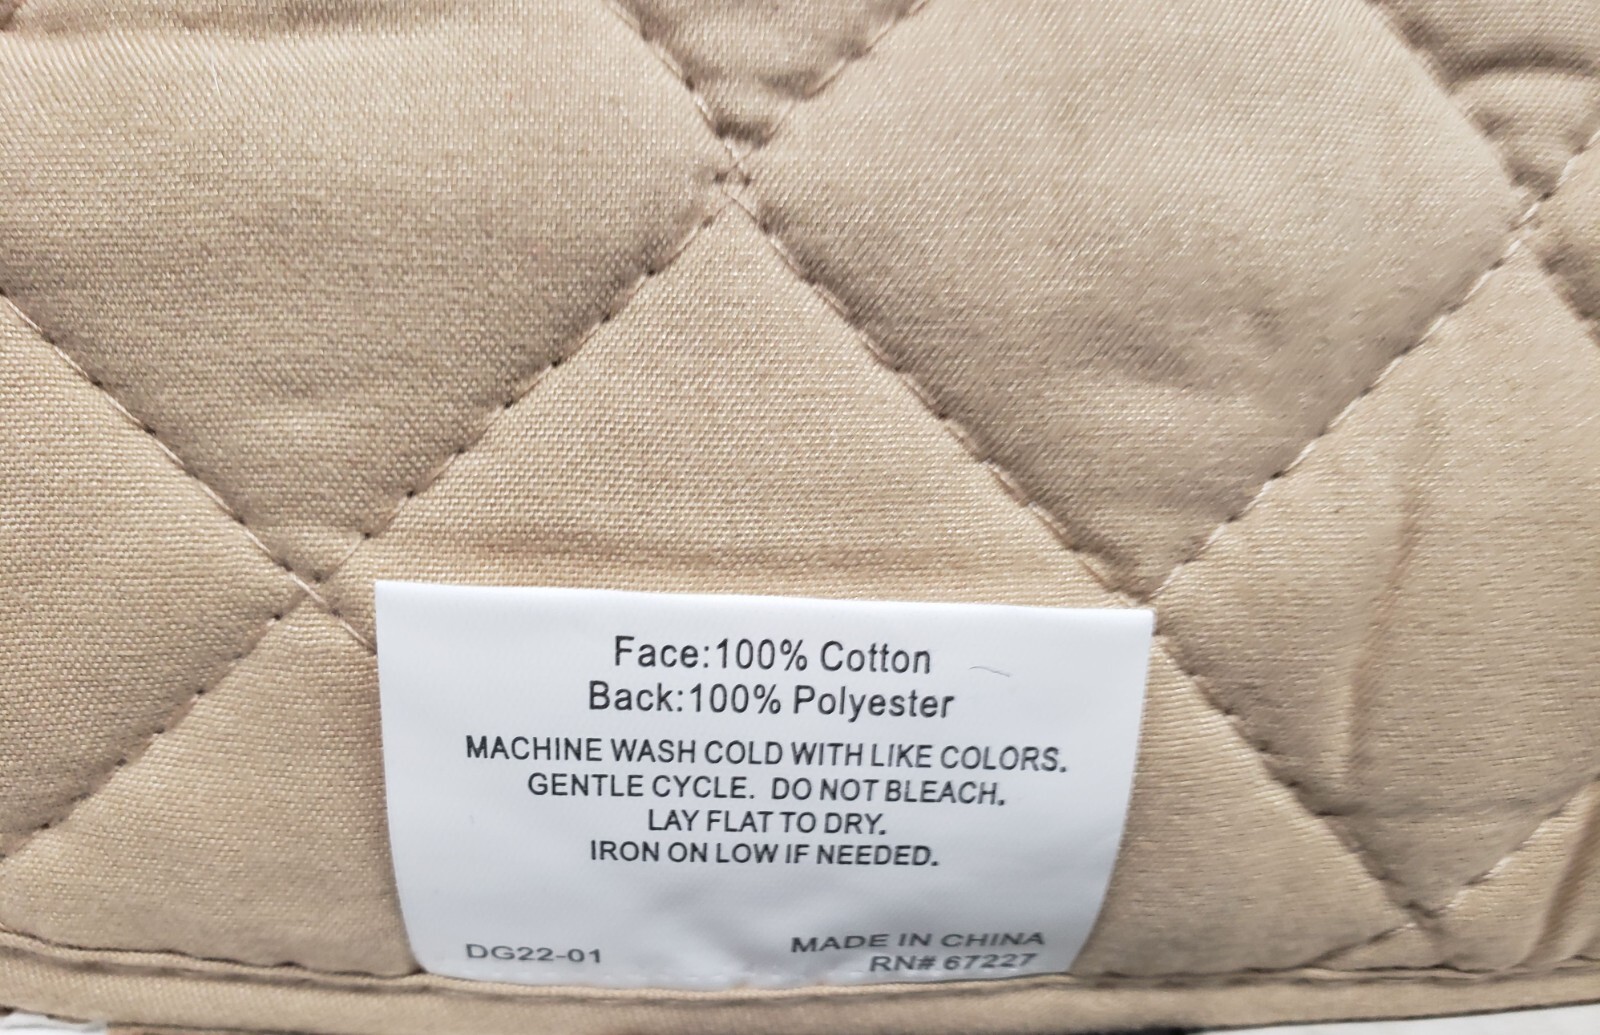 Face:100% Cotton
Back:100% Polyester
MACHINE WASH COLD WITH LIKE COLORS.
GENTLE CYCLE. DO NOT BLEACH.
LAY FLAT TO DRY.
IRON ON LOW IF NEEDED.
DG22-01
MADE IN CHINA
RN# 67227